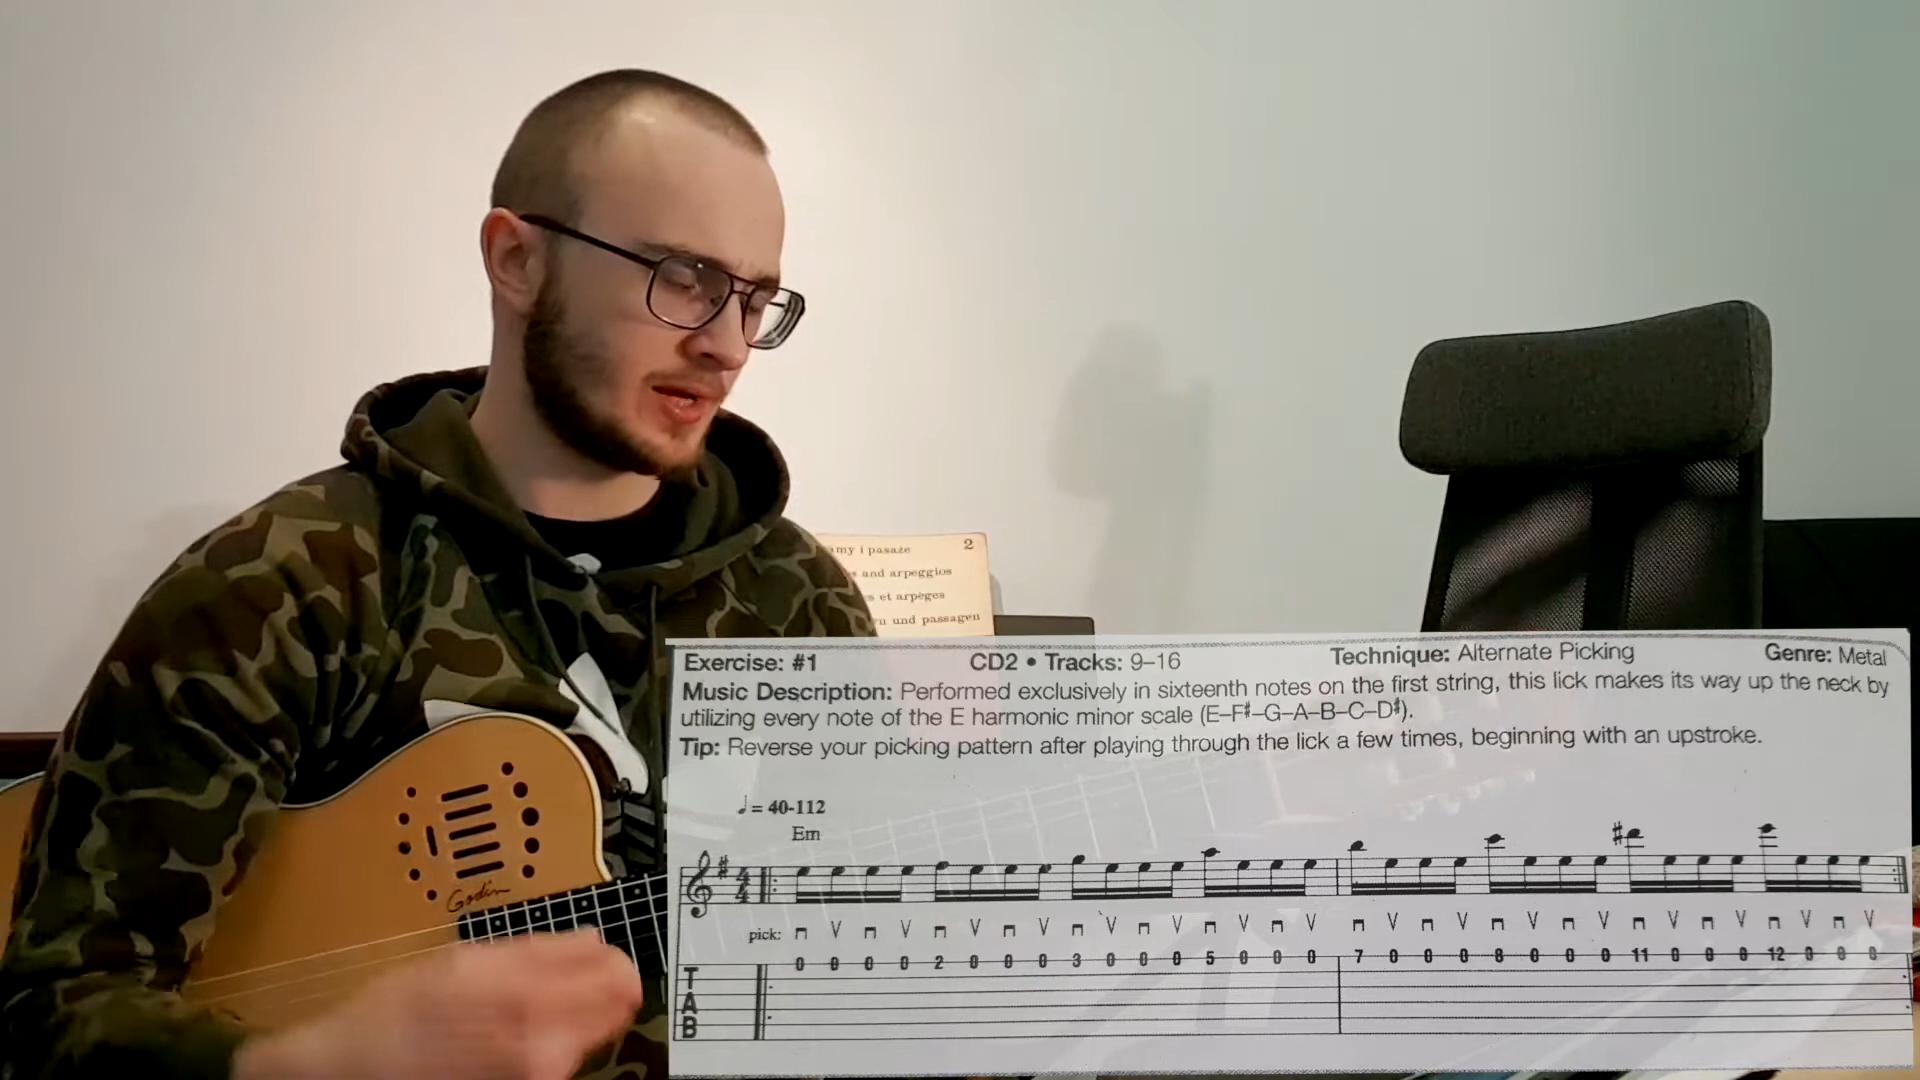 my i pasaże 2
and arpeggios
et arpèges
und passagen
Exercise: #1 CD2 • Tracks: 9–16 Technique: Alternate Picking Genre: Metal
Music Description: Performed exclusively in sixteenth notes on the first string, this lick makes its way up the neck by
utilizing every note of the E harmonic minor scale (E–F♯–G–A–B–C–D♯).
Tip: Reverse your picking pattern after playing through the lick a few times, beginning with an upstroke.
♩ = 40-112
Em
Godin
4
4
pick: ⊓ V ⊓ V ⊓ V ⊓ V ⊓ V ⊓ V ⊓ V ⊓ V ⊓ V ⊓ V ⊓ V ⊓ V ⊓ V ⊓ V ⊓ V ⊓ V
0 0 0 0 2 0 0 0 3 0 0 0 5 0 0 0 7 0 0 0 8 0 0 0 11 0 0 0 12 0 0 0
T
A
B